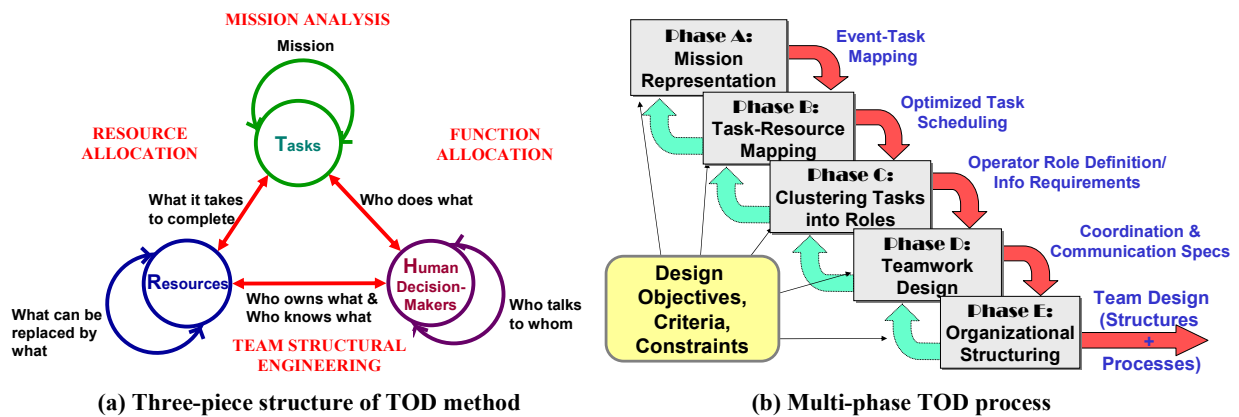 MISSION ANALYSIS
Mission
Tasks
RESOURCE
ALLOCATION
FUNCTION
ALLOCATION
What it takes
to complete
Who does what
Resources
Human
Decision-
Makers
Who owns what &
Who knows what
What can be
replaced by
what
Who talks
to whom
TEAM STRUCTURAL
ENGINEERING
(a) Three-piece structure of TOD method
Phase A:
Mission
Representation
Event-Task
Mapping
Phase B:
Task-Resource
Mapping
Optimized Task
Scheduling
Phase C:
Clustering Tasks
into Roles
Operator Role Definition/
Info Requirements
Phase D:
Teamwork
Design
Coordination &
Communication Specs
Phase E:
Organizational
Structuring
Team Design
(Structures
+
Processes)
Design
Objectives,
Criteria,
Constraints
(b) Multi-phase TOD process